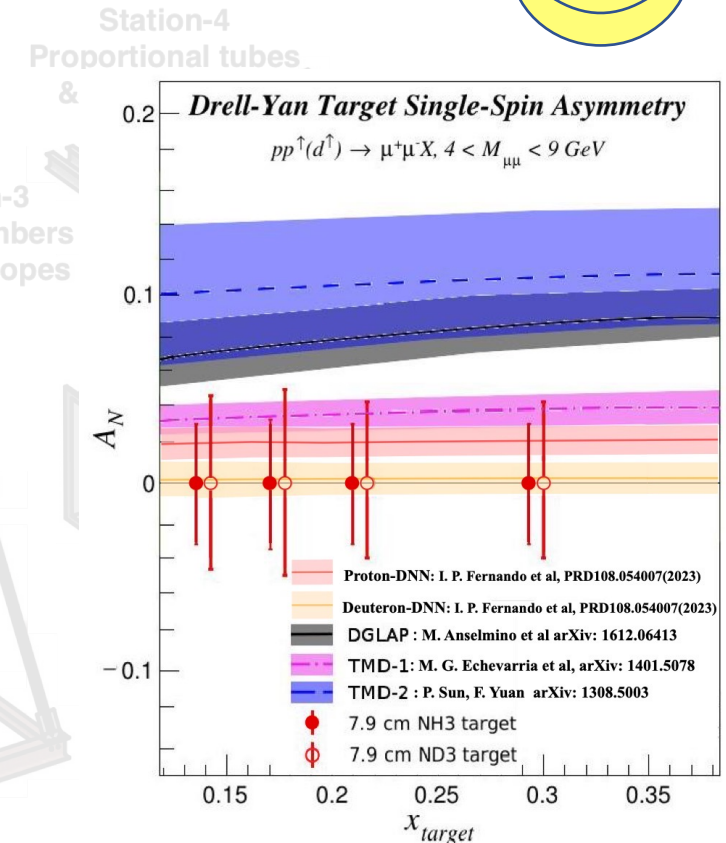 Station-4
Proportional tubes
&
-3
mbers
opes
Drell-Yan Target Single-Spin Asymmetry
pp↑(d↑) → μ⁺μ⁻X, 4 < Mμμ < 9 GeV
0.2
0.1
0
−0.1
A_N
Proton-DNN: I. P. Fernando et al, PRD108.054007(2023)
Deuteron-DNN: I. P. Fernando et al, PRD108.054007(2023)
DGLAP : M. Anselmino et al arXiv: 1612.06413
TMD-1: M. G. Echevarria et al, arXiv: 1401.5078
TMD-2 : P. Sun, F. Yuan arXiv: 1308.5003
7.9 cm NH3 target
7.9 cm ND3 target
0.15 0.2 0.25 0.3 0.35
x_target